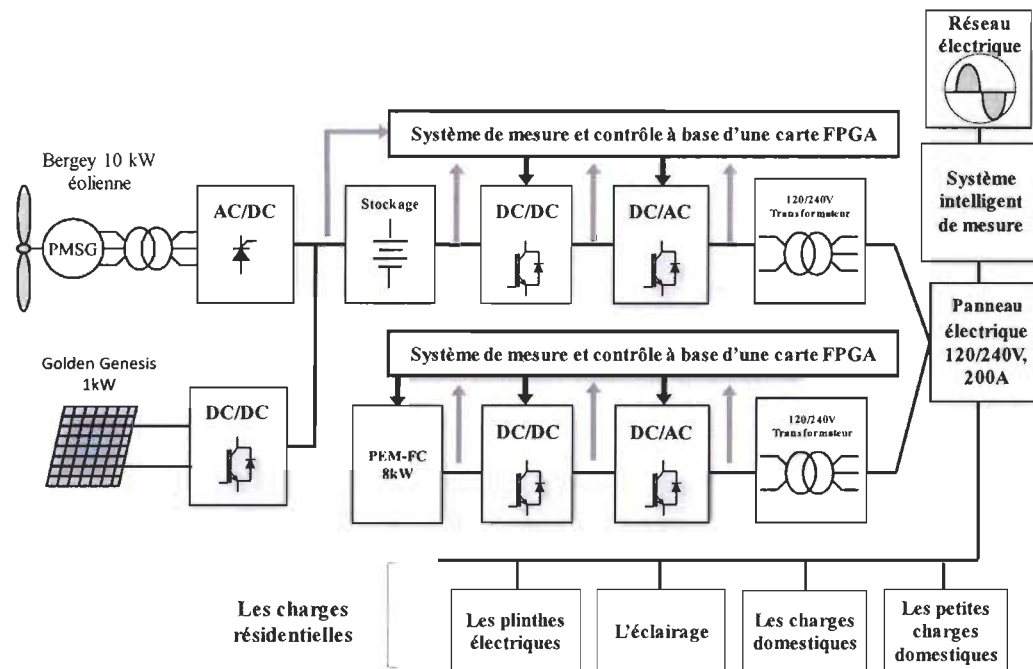 Réseau
électrique
Système de mesure et contrôle à base d'une carte FPGA
Bergey 10 kW
éolienne
PMSG
AC/DC
Stockage
DC/DC
DC/AC
120/240V
Transformateur
Système
intelligent
de mesure
Panneau
électrique
120/240V,
200A
Golden Genesis
1kW
DC/DC
Système de mesure et contrôle à base d'une carte FPGA
PEM-FC
8kW
DC/DC
DC/AC
120/240V
Transformateur
Les charges
résidentielles
Les plinthes
électriques
L'éclairage
Les charges
domestiques
Les petites
charges
domestiques